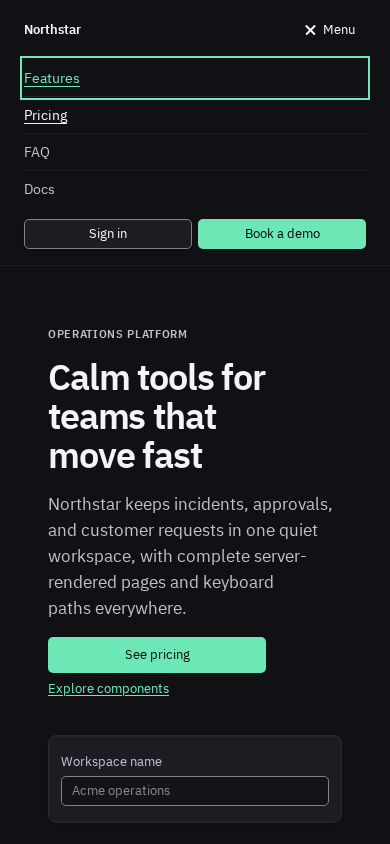 Northstar
Menu
Features
Pricing
FAQ
Docs
Sign in
Book a demo
OPERATIONS PLATFORM
Calm tools for
teams that
move fast
Northstar keeps incidents, approvals,
and customer requests in one quiet
workspace, with complete server-
rendered pages and keyboard
paths everywhere.
See pricing
Explore components
Workspace name
Acme operations